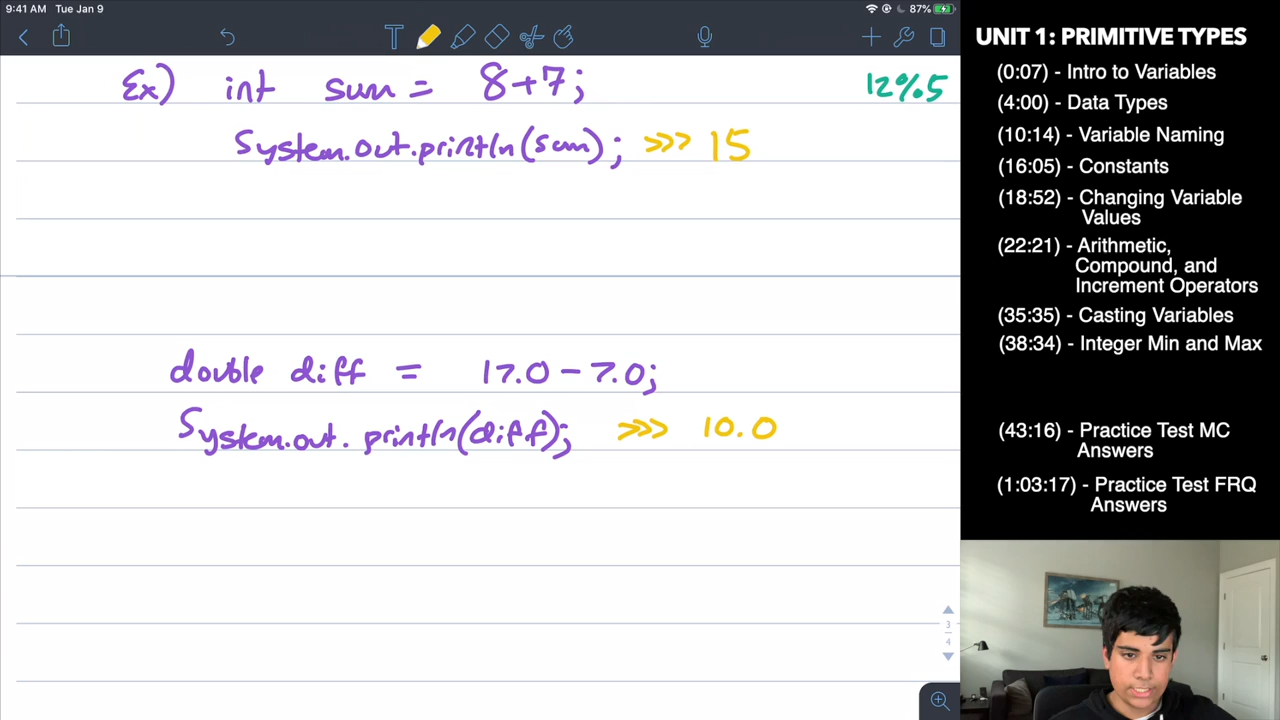 9:41 AM Tue Jan 9
87%
Ex) int sum = 8+7;
12%5
System.out.println(sum); >>> 15
double diff = 17.0 - 7.0;
System.out. println(diff); >>> 10.0
3
4
UNIT 1: PRIMITIVE TYPES
(0:07) - Intro to Variables
(4:00) - Data Types
(10:14) - Variable Naming
(16:05) - Constants
(18:52) - Changing Variable
Values
(22:21) - Arithmetic,
Compound, and
Increment Operators
(35:35) - Casting Variables
(38:34) - Integer Min and Max
(43:16) - Practice Test MC
Answers
(1:03:17) - Practice Test FRQ
Answers